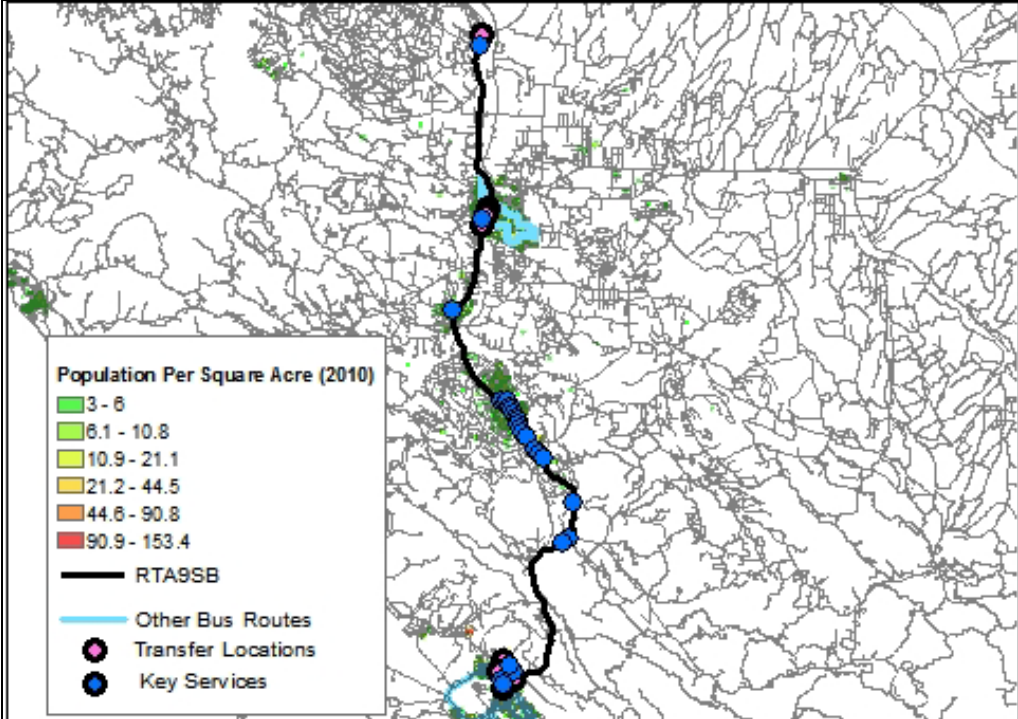 Population Per Square Acre (2010)
3 - 6
6.1 - 10.8
10.9 - 21.1
21.2 - 44.5
44.6 - 90.8
90.9 - 153.4
RTA9SB
Other Bus Routes
Transfer Locations
Key Services